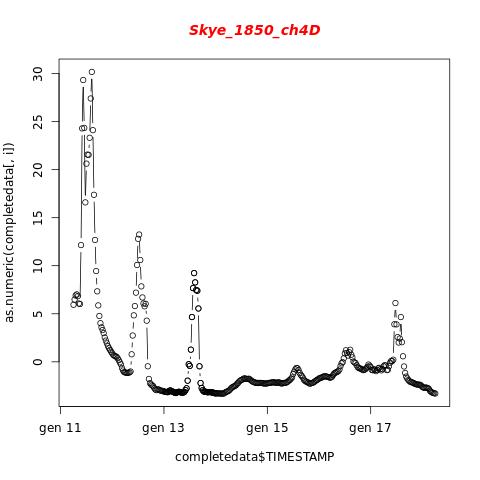 Skye_1850_ch4D
as.numeric(completedata[, i])
30
25
20
15
10
5
0
gen 11
gen 13
gen 15
gen 17
completedata$TIMESTAMP